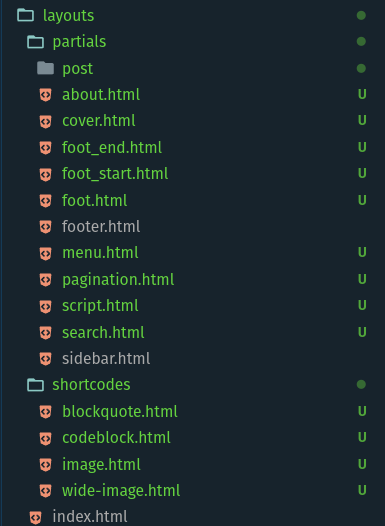 layouts
partials
post
about.html U
cover.html U
foot_end.html U
foot_start.html U
foot.html U
footer.html
menu.html U
pagination.html U
script.html U
search.html U
sidebar.html
shortcodes
blockquote.html U
codeblock.html U
image.html U
wide-image.html U
index.html